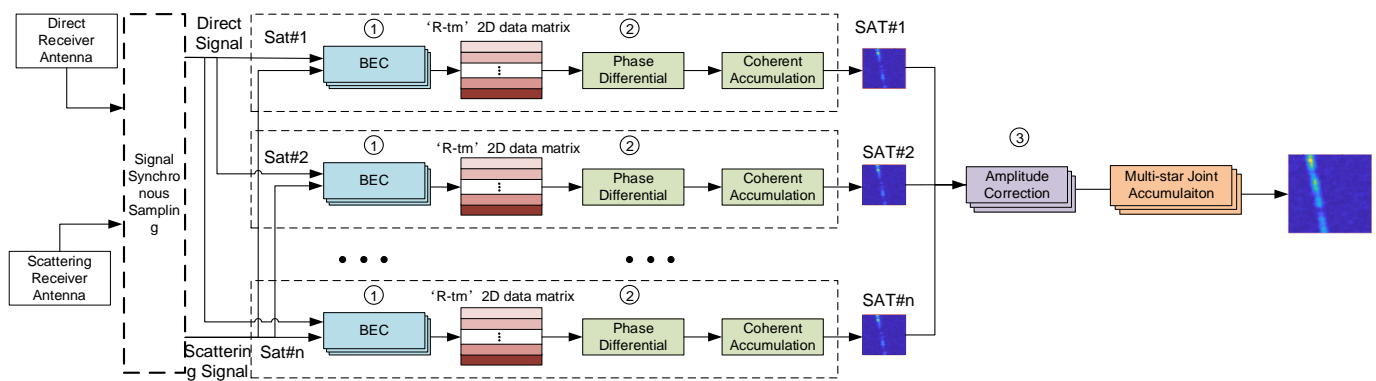 Direct
Receiver
Antenna
Scattering
Receiver
Antenna
Signal
Synchro
nous
Samplin
g
Direct
Signal
Scatterin
g Signal
Sat#1
①
BEC
‘R-tm’ 2D data matrix
②
Phase
Differential
Coherent
Accumulation
SAT#1
Sat#2
①
BEC
‘R-tm’ 2D data matrix
②
Phase
Differential
Coherent
Accumulation
SAT#2
Sat#n
①
BEC
‘R-tm’ 2D data matrix
②
Phase
Differential
Coherent
Accumulation
SAT#n
③
Amplitude
Correction
Multi-star Joint
Accumulaiton